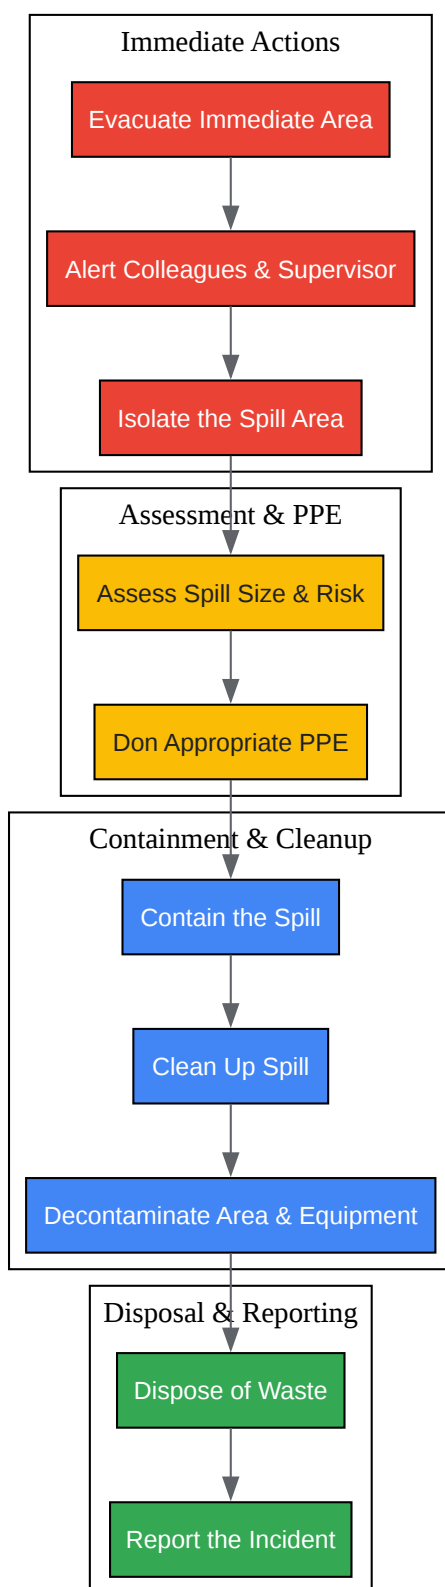 Immediate Actions
Evacuate Immediate Area
Alert Colleagues & Supervisor
Isolate the Spill Area
Assessment & PPE
Assess Spill Size & Risk
Don Appropriate PPE
Containment & Cleanup
Contain the Spill
Clean Up Spill
Decontaminate Area & Equipment
Disposal & Reporting
Dispose of Waste
Report the Incident